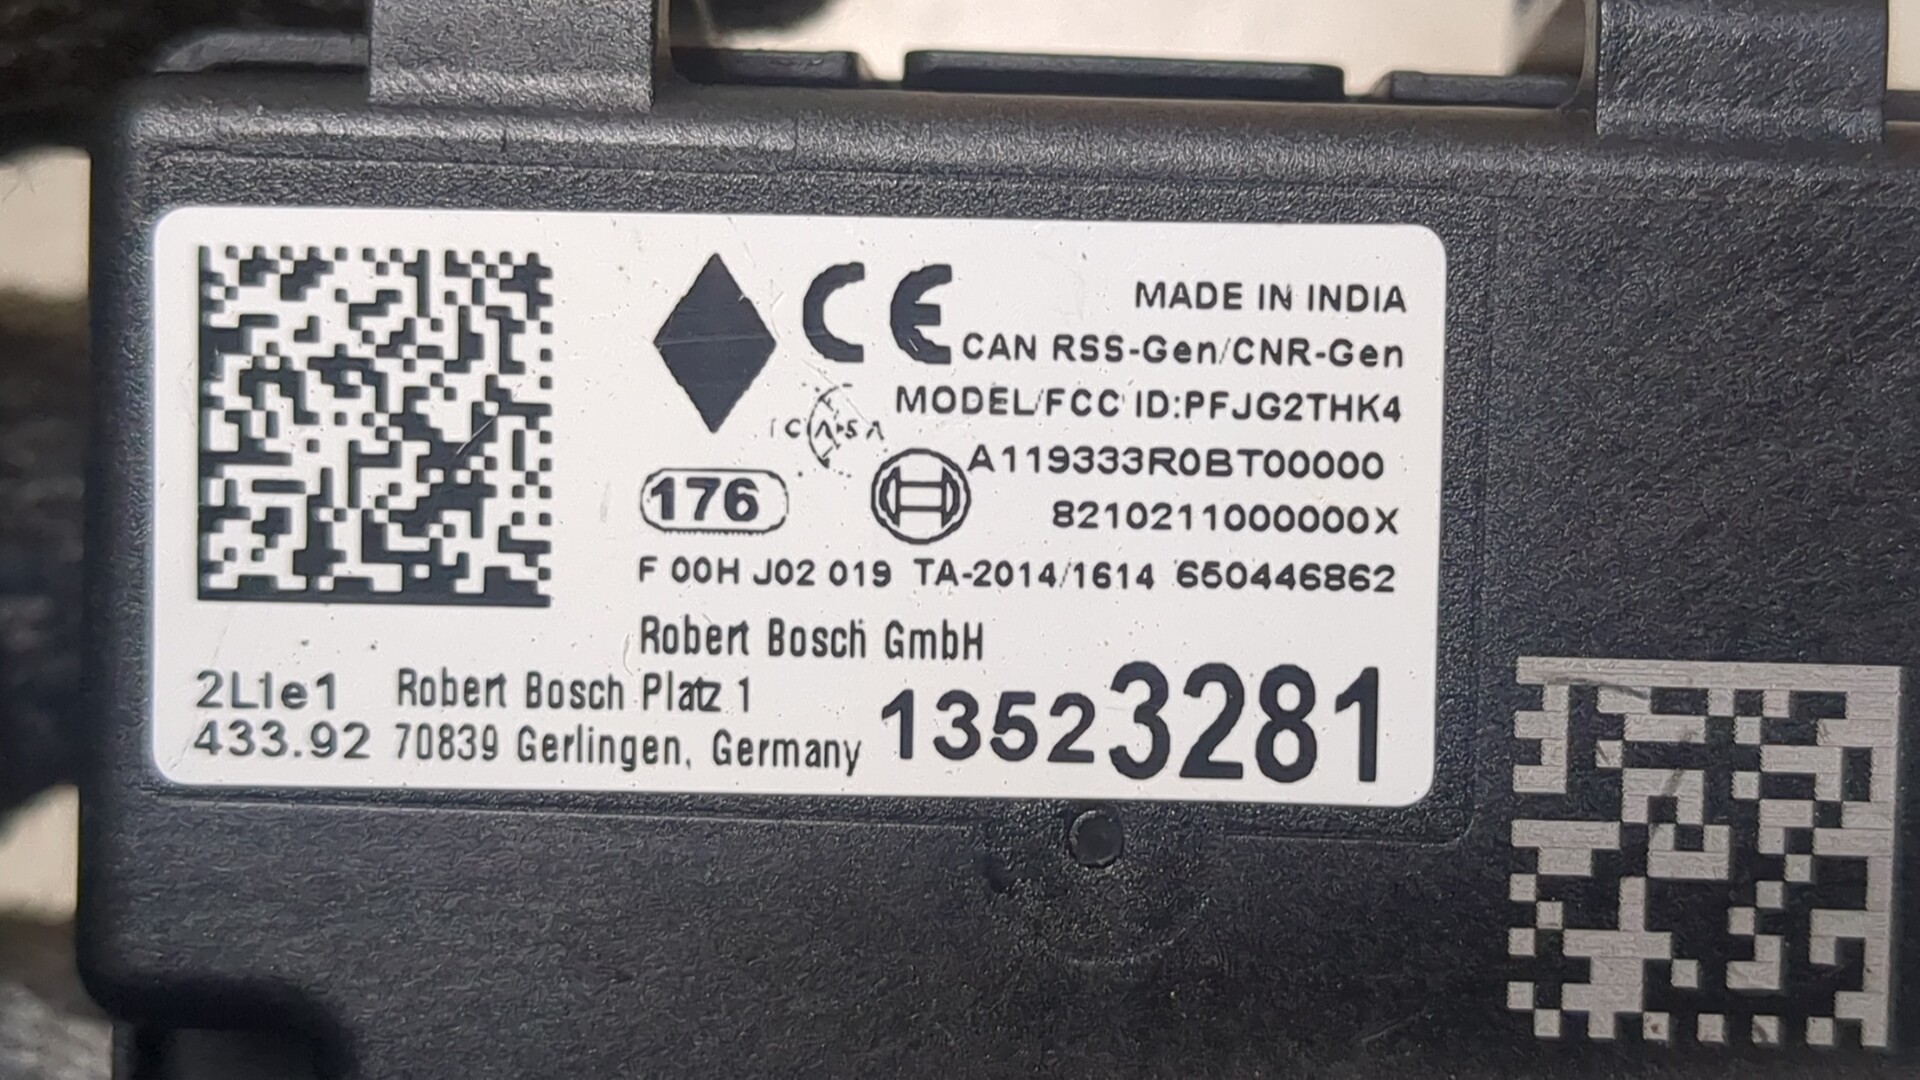 CE
MADE IN INDIA
CAN RSS-Gen/CNR-Gen
MODEL/FCC ID:PFJG2THK4
ICASA
A119333R0BT00000
176
8210211000000X
F 00H J02 019 TA-2014/1614 650446862
Robert Bosch GmbH
2L1e1 Robert Bosch Platz 1
433.92 70839 Gerlingen, Germany
13523281